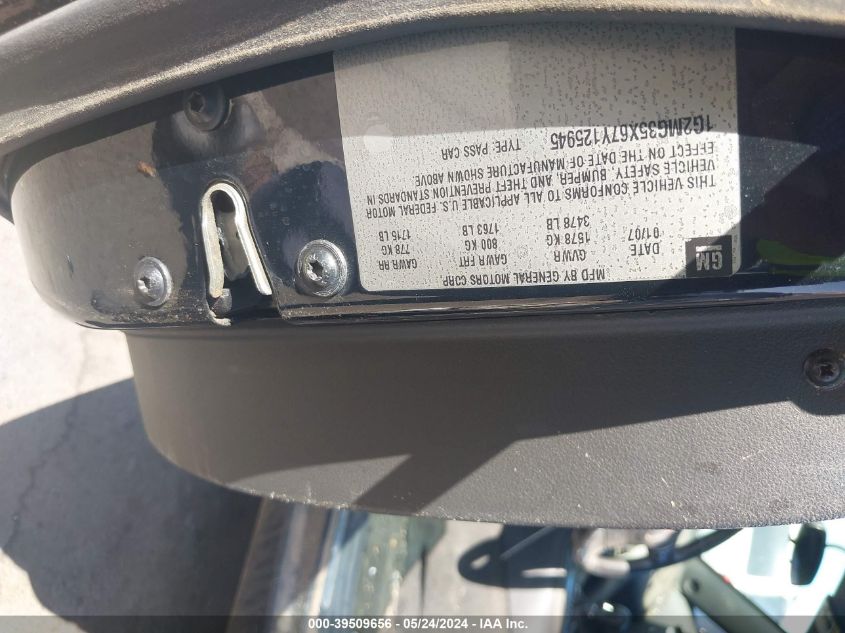 MFD BY GENERAL MOTORS CORP
GM
DATE GVWR GAWR FRT GAWR RR
01/07 1578 KG 800 KG 778 KG
3478 LB 1763 LB 1715 LB
THIS VEHICLE CONFORMS TO ALL APPLICABLE U.S. FEDERAL MOTOR
VEHICLE SAFETY, BUMPER, AND THEFT PREVENTION STANDARDS IN
EFFECT ON THE DATE OF MANUFACTURE SHOWN ABOVE.
1G2MG35X67Y125945 TYPE: PASS CAR
000-39509656 - 05/24/2024 - IAA Inc.